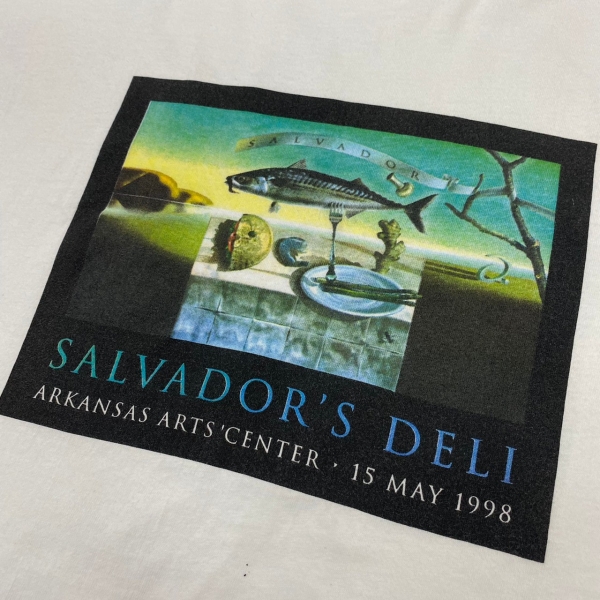 SALVADOR'S
SALVADOR'S DELI
ARKANSAS ARTS CENTER • 15 MAY 1998